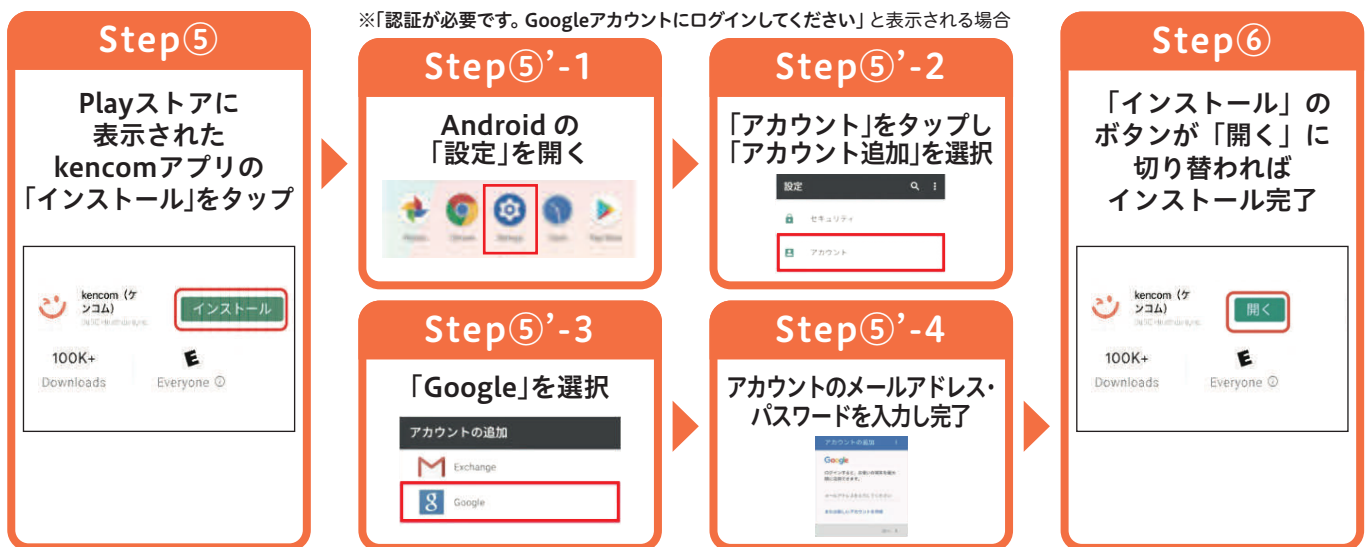 ※「認証が必要です。Googleアカウントにログインしてください」と表示される場合
Step⑤
Playストアに
表示された
kencomアプリの
「インストール」をタップ
kencom（ケ
ンコム）
インストール
100K+
Downloads
Everyone
Step⑤’-1
Android の
「設定」を開く
Step⑤’-2
「アカウント」をタップし
「アカウント追加」を選択
設定
セキュリティ
アカウント
Step⑤’-3
「Google」を選択
アカウントの追加
Exchange
Google
Step⑤’-4
アカウントのメールアドレス・
パスワードを入力し完了
アカウントの追加
Google
Step⑥
「インストール」の
ボタンが「開く」に
切り替われば
インストール完了
kencom（ケ
ンコム）
開く
100K+
Downloads
Everyone